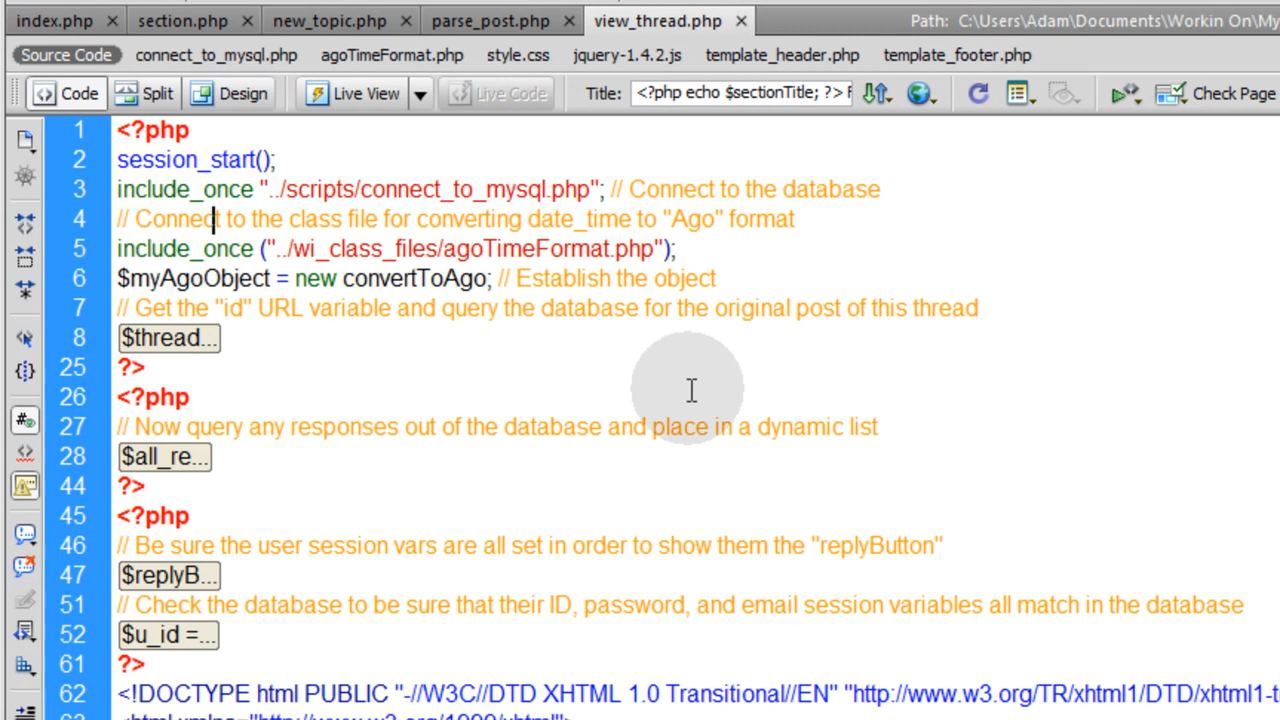 index.php section.php new_topic.php parse_post.php view_thread.php Path: C:\Users\Adam\Documents\Workin On\My
Source Code connect_to_mysql.php agoTimeFormat.php style.css jquery-1.4.2.js template_header.php template_footer.php
Code Split Design Live View Live Code Title: <?php echo $sectionTitle; ?> F Check Page
1 <?php
2 session_start();
3 include_once "../scripts/connect_to_mysql.php"; // Connect to the database
4 // Connect to the class file for converting date_time to "Ago" format
5 include_once ("../wi_class_files/agoTimeFormat.php");
6 $myAgoObject = new convertToAgo; // Establish the object
7 // Get the "id" URL variable and query the database for the original post of this thread
8 $thread...
25 ?>
26 <?php
27 // Now query any responses out of the database and place in a dynamic list
28 $all_re...
44 ?>
45 <?php
46 // Be sure the user session vars are all set in order to show them the "replyButton"
47 $replyB...
51 // Check the database to be sure that their ID, password, and email session variables all match in the database
52 $u_id =...
61 ?>
62 <!DOCTYPE html PUBLIC "-//W3C//DTD XHTML 1.0 Transitional//EN" "http://www.w3.org/TR/xhtml1/DTD/xhtml1-t
63 <html xmlns="http://www.w3.org/1999/xhtml">